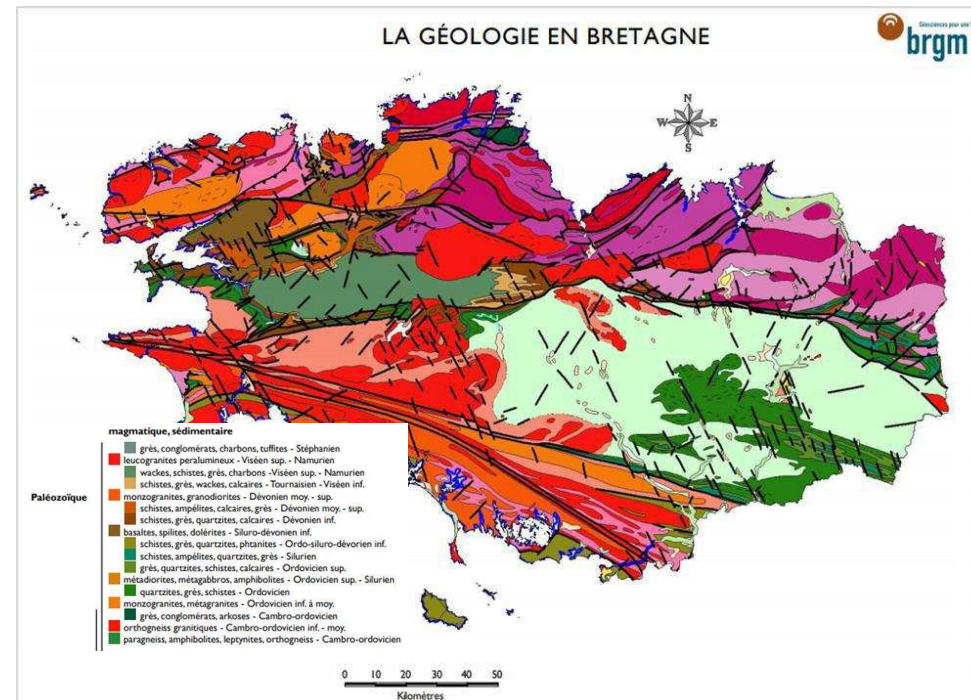 LA GÉOLOGIE EN BRETAGNE
Géosciences pour une
brgm
N
W E
S
magmatique, sédimentaire
Paléozoïque
grès, conglomérats, charbons, tuffites - Stéphanien
leucogranites peralumineux - Viséen sup. - Namurien
wackes, schistes, grès, charbons -Viséen sup. - Namurien
schistes, grès, wackes, calcaires - Tournaisien - Viséen inf.
monzogranites, granodiorites - Dévonien moy. - sup.
schistes, ampélites, calcaires, grès - Dévonien moy. - sup.
schistes, grès, quartzites, calcaires - Dévonien inf.
basaltes, spilites, dolérites - Siluro-dévonien inf.
schistes, grès, quartzites, phtanites - Ordo-siluro-dévorien inf.
schistes, ampélites, quartzites, grès - Silurien
grès, quartzites, schistes, calcaires - Ordovicien sup.
métadiorites, métagabbros, amphibolites - Ordovicien sup. - Silurien
quartzites, grès, schistes - Ordovicien
monzogranites, métagranites - Ordovicien inf. à moy.
grès, conglomérats, arkoses - Cambro-ordovicien
orthogneiss granitiques - Cambro-ordovicien inf. - moy.
paragneiss, amphibolites, leptynites, orthogneiss - Cambro-ordovicien
0 10 20 30 40 50
Kilomètres